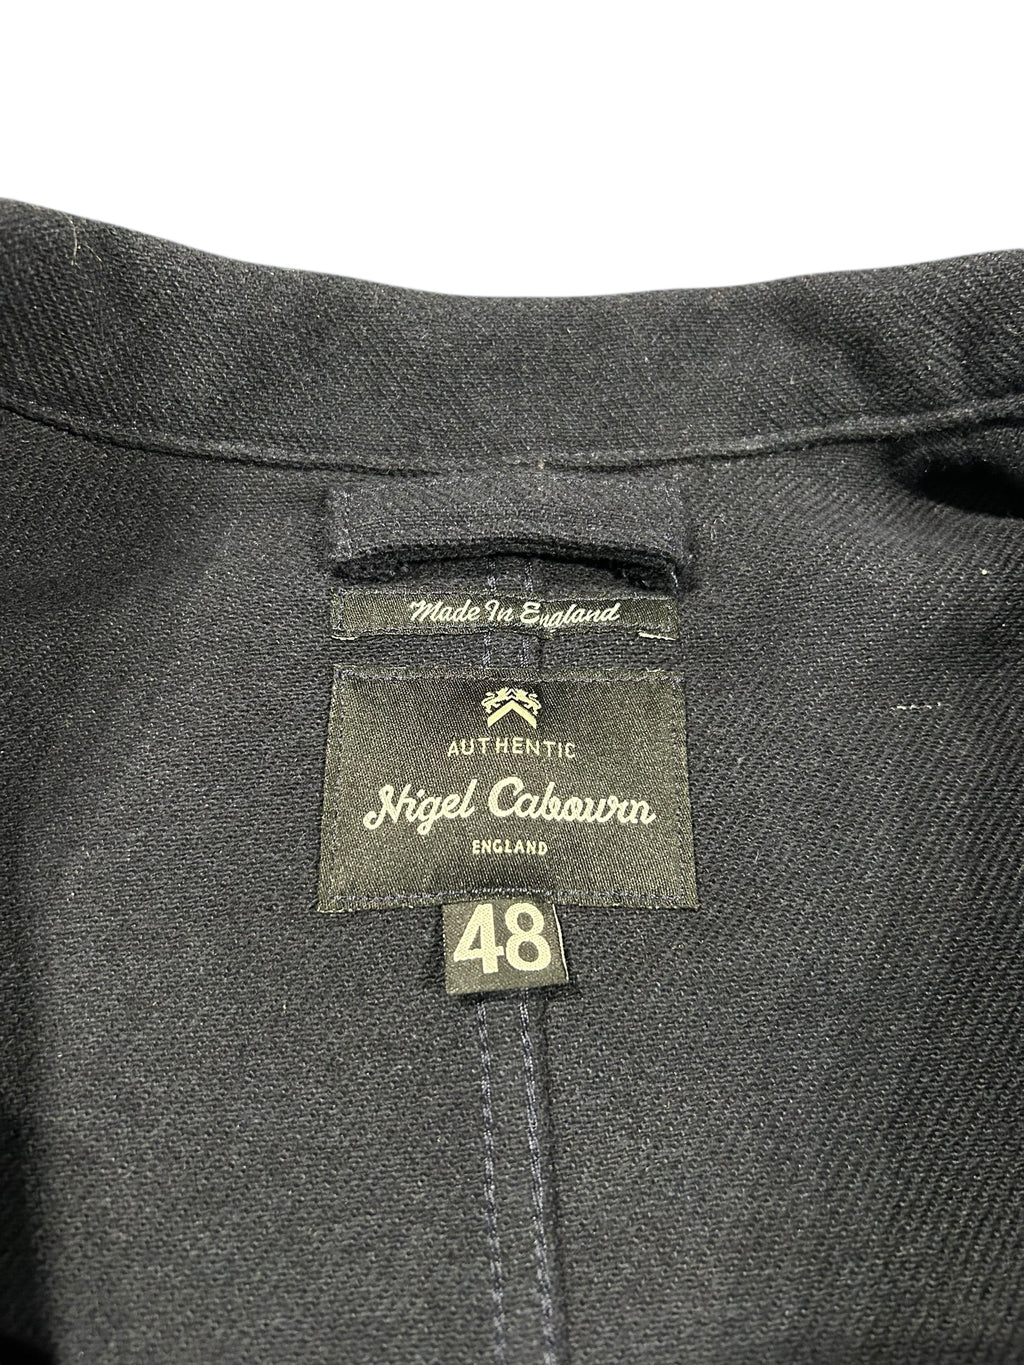 Made In England
AUTHENTIC
Nigel Cabourn
ENGLAND
48